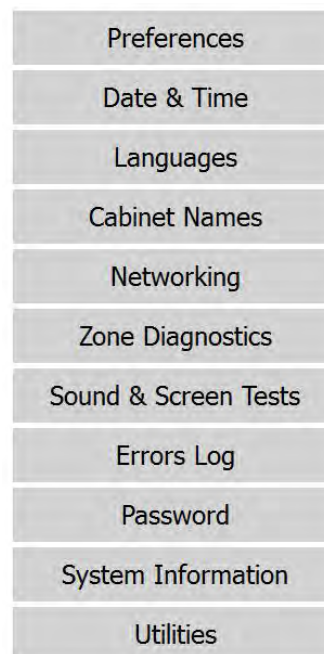 Preferences
Date & Time
Languages
Cabinet Names
Networking
Zone Diagnostics
Sound & Screen Tests
Errors Log
Password
System Information
Utilities